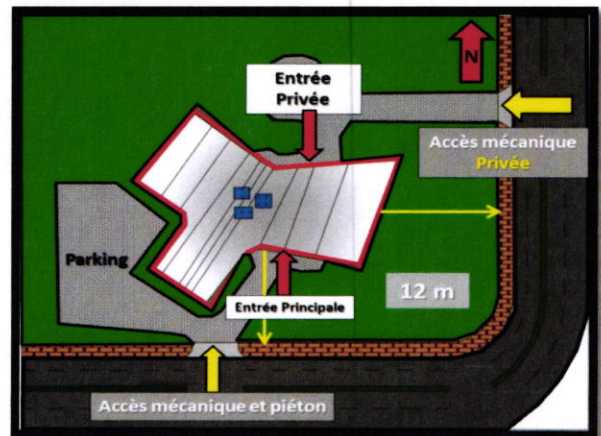 N
Entrée
Privée
Accès mécanique
Privée
Parking
12 m
Entrée Principale
Accès mécanique et piéton